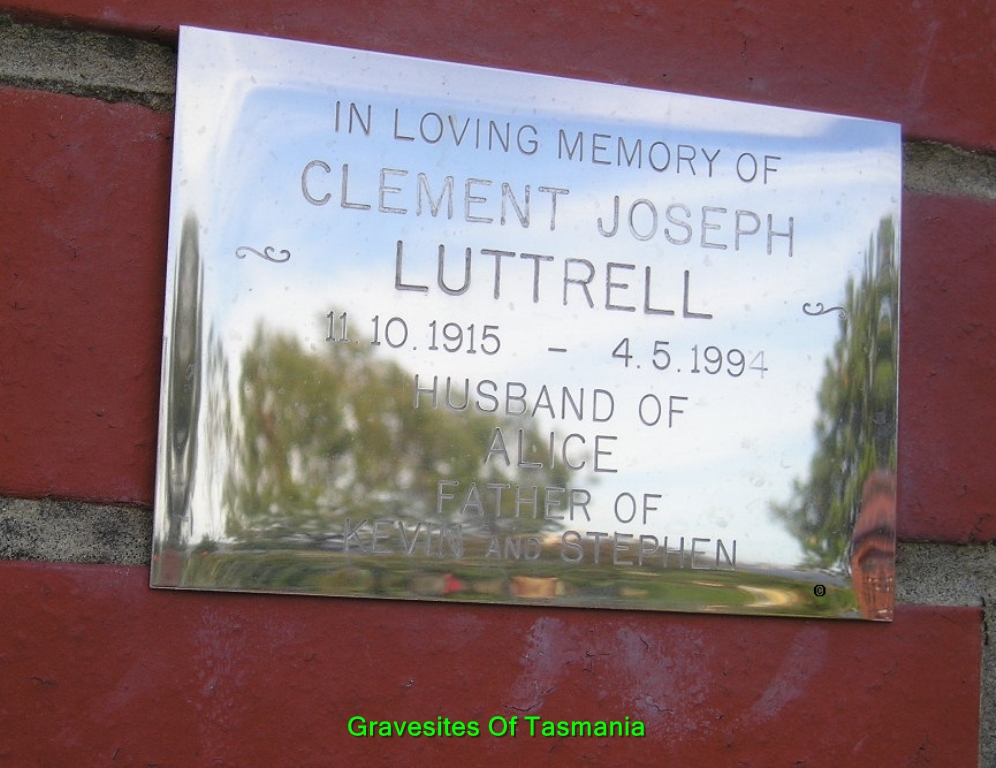 IN LOVING MEMORY OF
CLEMENT JOSEPH
LUTTRELL
11.10.1915 – 4.5.1994
HUSBAND OF
ALICE
FATHER OF
KEVIN AND STEPHEN
©
Gravesites Of Tasmania